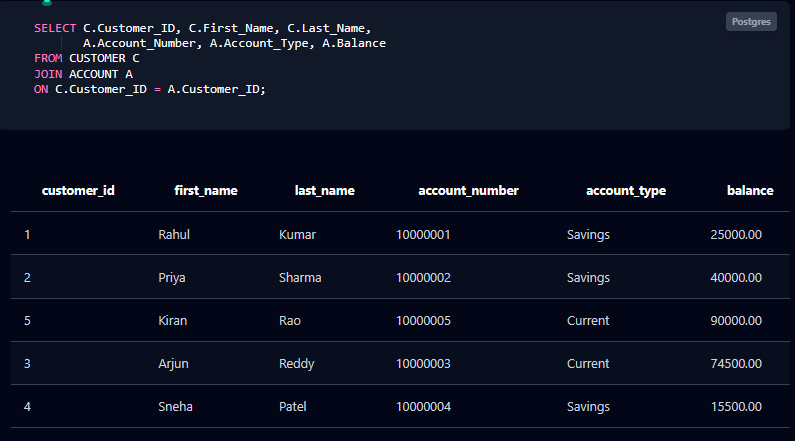 Postgres
SELECT C.Customer_ID, C.First_Name, C.Last_Name,
A.Account_Number, A.Account_Type, A.Balance
FROM CUSTOMER C
JOIN ACCOUNT A
ON C.Customer_ID = A.Customer_ID;
customer_id first_name last_name account_number account_type balance
1 Rahul Kumar 10000001 Savings 25000.00
2 Priya Sharma 10000002 Savings 40000.00
5 Kiran Rao 10000005 Current 90000.00
3 Arjun Reddy 10000003 Current 74500.00
4 Sneha Patel 10000004 Savings 15500.00